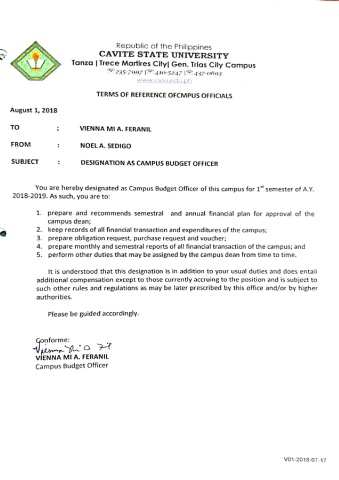 Republic of the Philippines
CAVITE STATE UNIVERSITY
Tanza | Trece Martires City| Gen. Trias City Campus
235-7997 | 410-5247 | 437-0693
www.cvsu.edu.ph
TERMS OF REFERENCE OFCMPUS OFFICIALS
August 1, 2018
TO : VIENNA MI A. FERANIL
FROM : NOEL A. SEDIGO
SUBJECT : DESIGNATION AS CAMPUS BUDGET OFFICER
You are hereby designated as Campus Budget Officer of this campus for 1st semester of A.Y.
2018-2019. As such, you are to:
1. prepare and recommends semestral and annual financial plan for approval of the
campus dean;
2. keep records of all financial transaction and expenditures of the campus;
3. prepare obligation request, purchase request and voucher;
4. prepare monthly and semestral reports of all financial transaction of the campus; and
5. perform other duties that may be assigned by the campus dean from time to time.
It is understood that this designation is in addition to your usual duties and does entail
additional compensation except to those currently accruing to the position and is subject to
such other rules and regulations as may be later prescribed by this office and/or by higher
authorities.
Please be guided accordingly.
Conforme:
VIENNA MI A. FERANIL
Campus Budget Officer
V01-2018-07-17